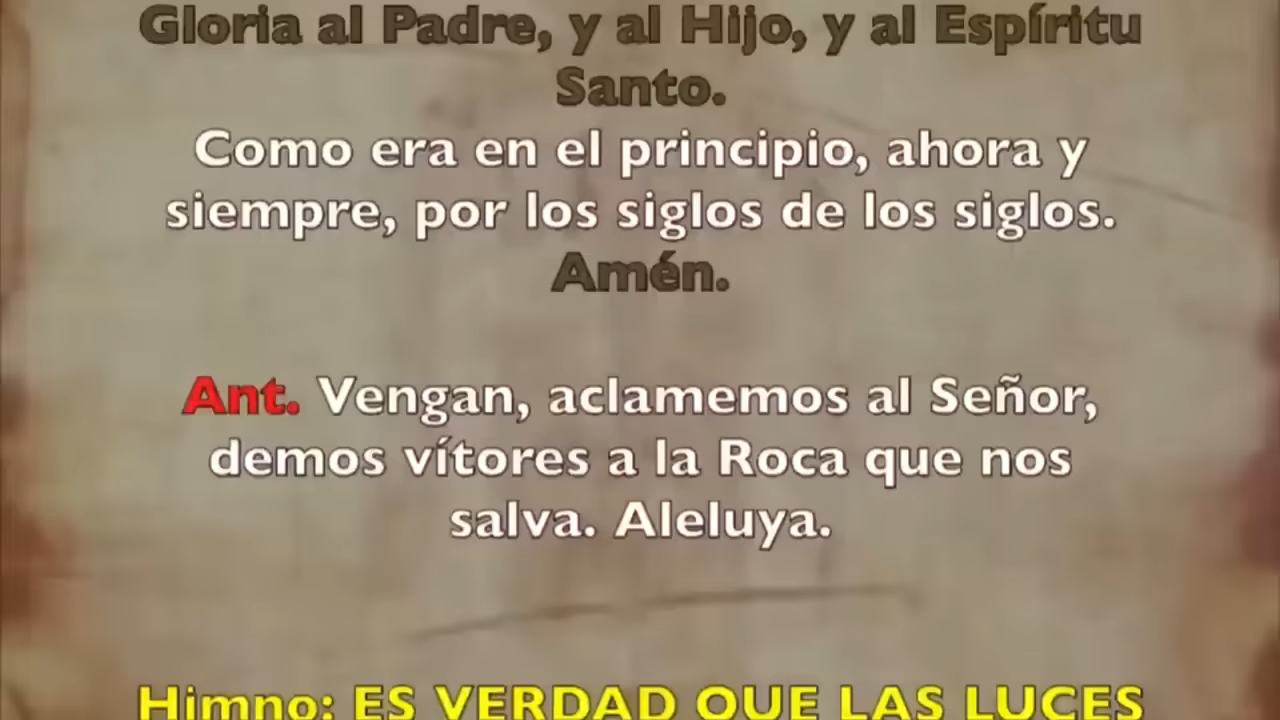 Gloria al Padre, y al Hijo, y al Espíritu
Santo.
Como era en el principio, ahora y
siempre, por los siglos de los siglos.
Amén.
Ant. Vengan, aclamemos al Señor,
demos vítores a la Roca que nos
salva. Aleluya.
Himno: ES VERDAD QUE LAS LUCES